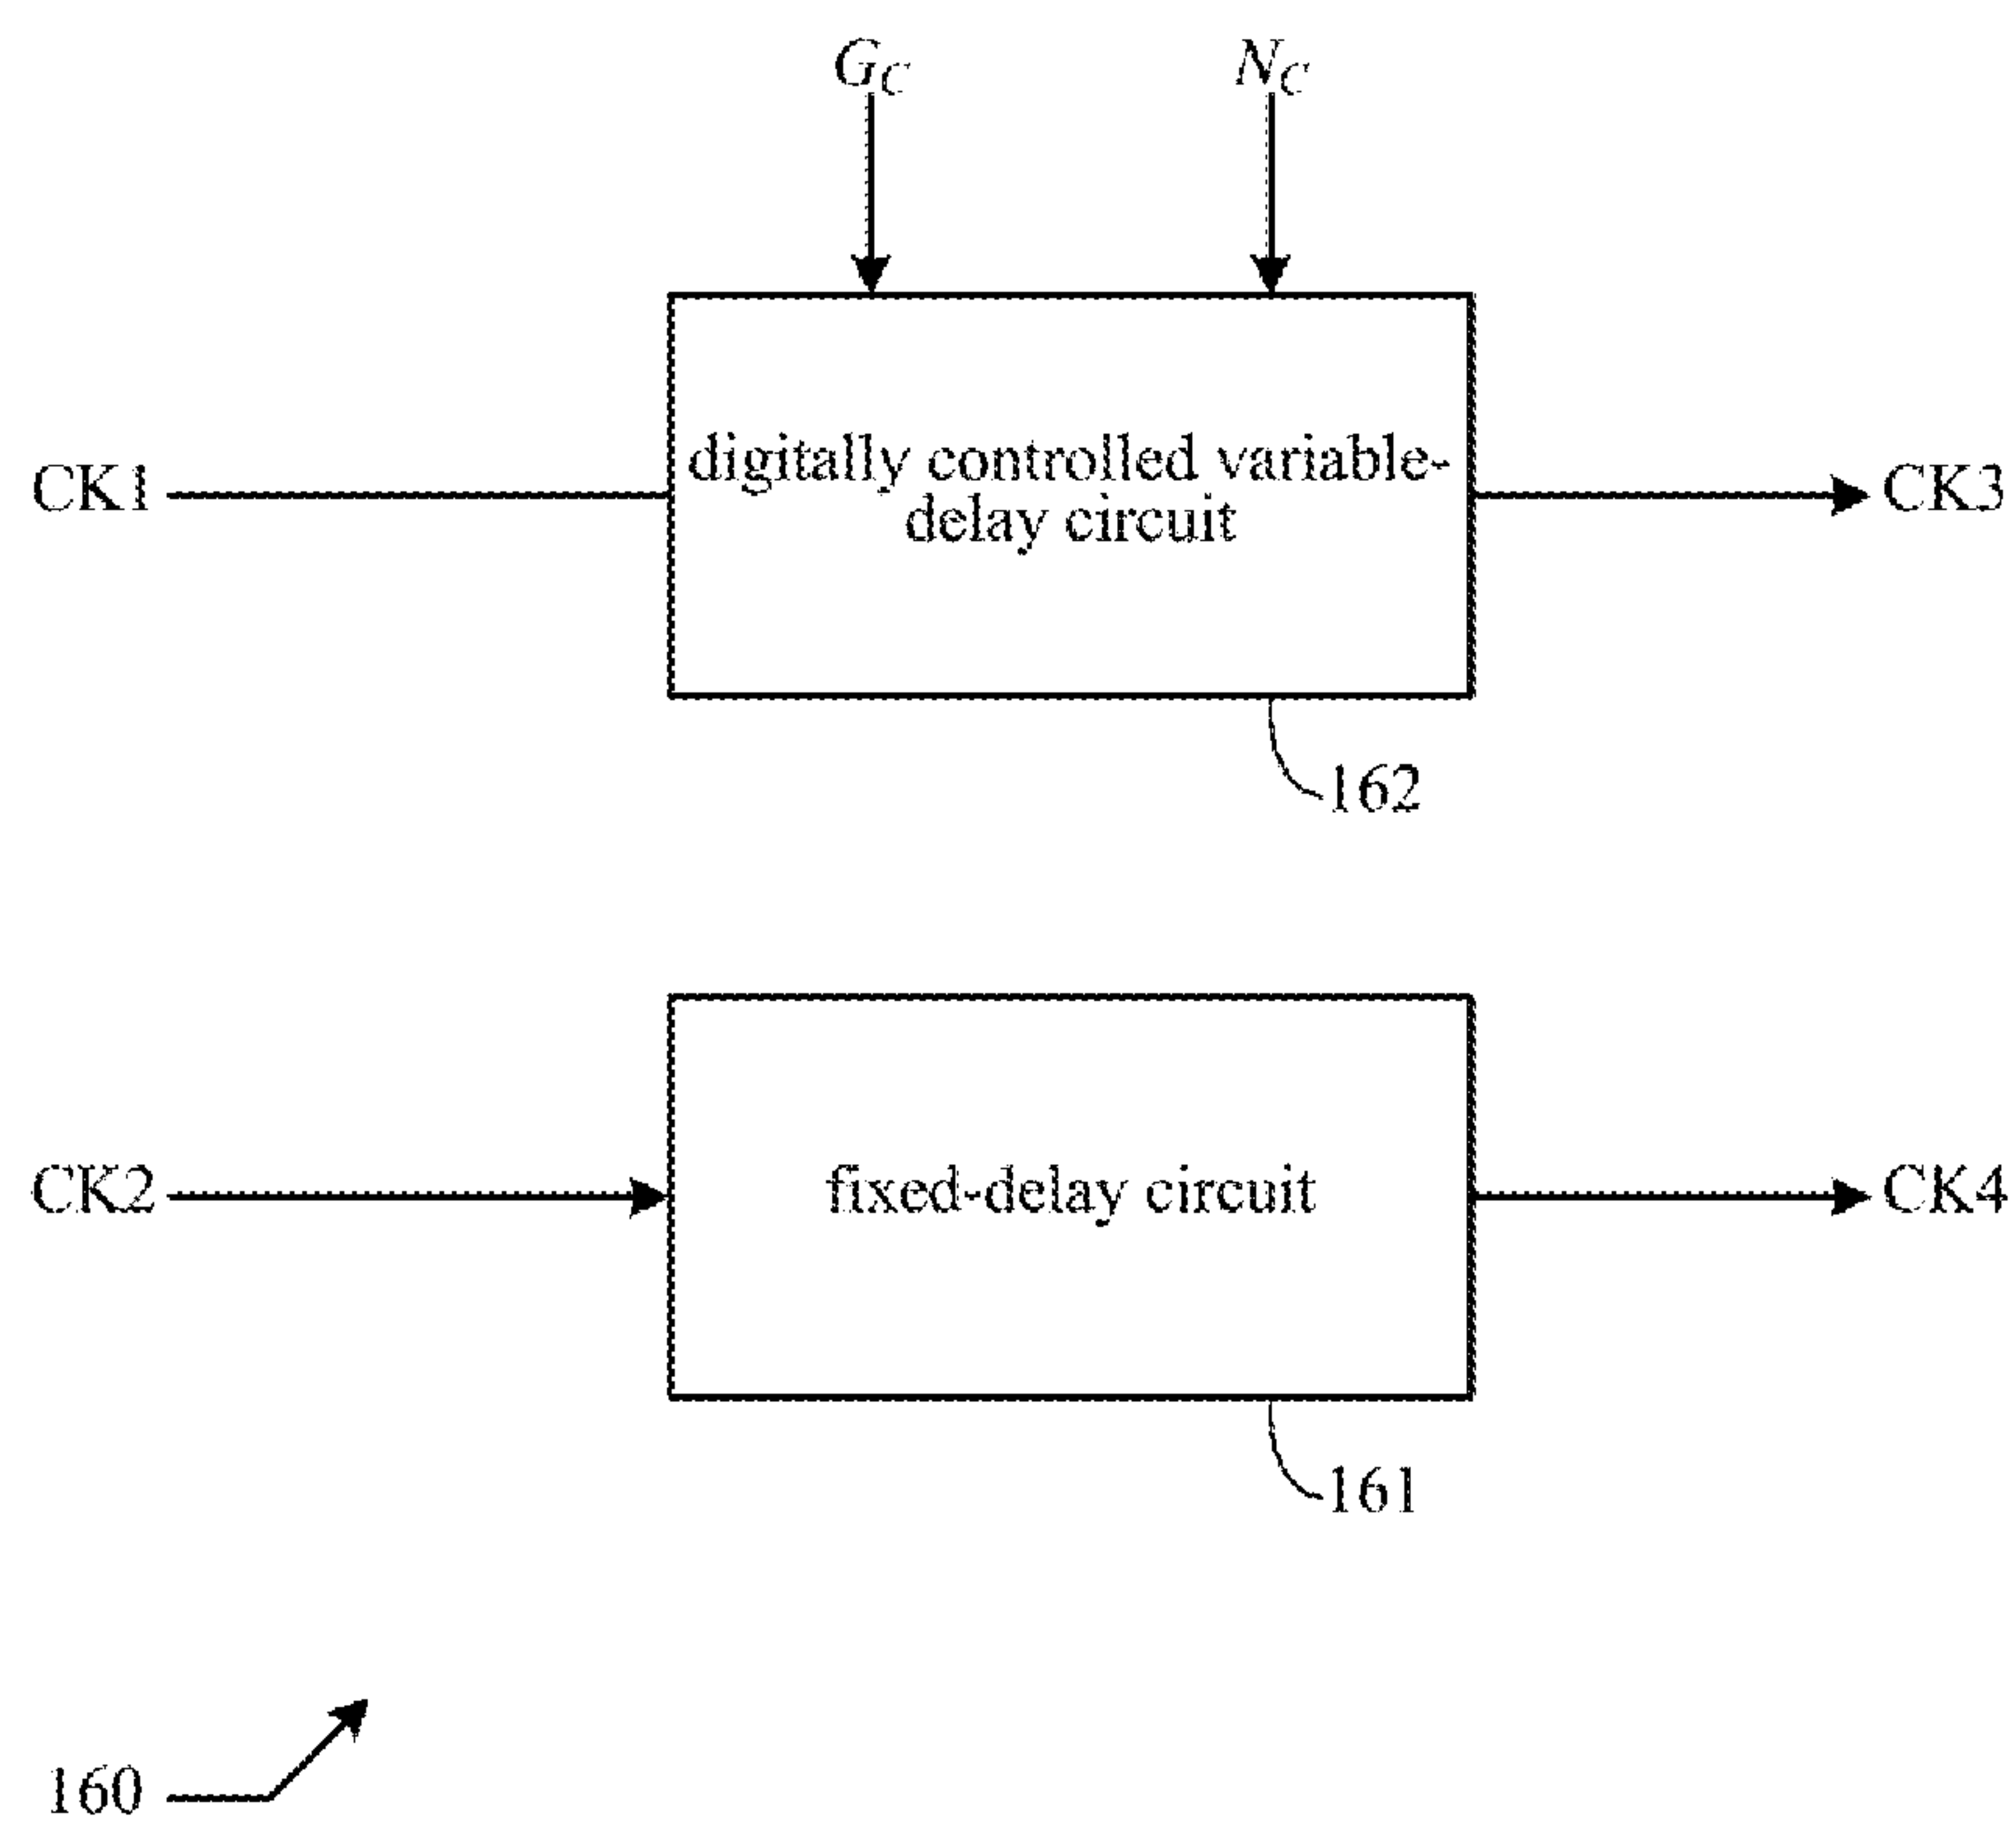 G_C
N_C
CK1
digitally controlled variable-
delay circuit
CK3
162
CK2
fixed-delay circuit
CK4
161
160